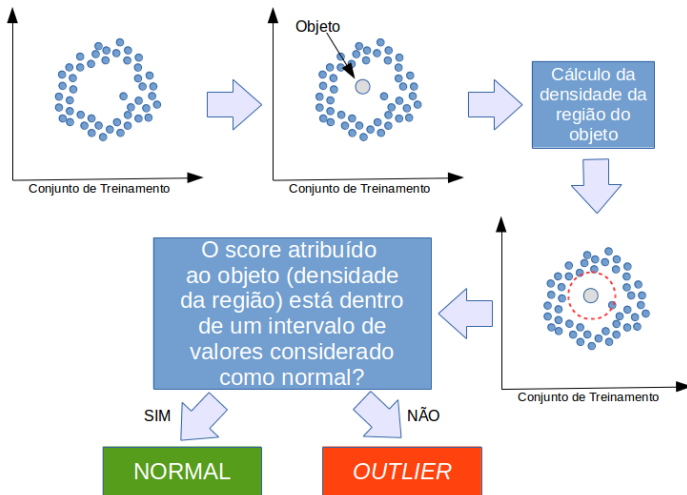 Objeto
Conjunto de Treinamento
Conjunto de Treinamento
Cálculo da
densidade da
região do
objeto
O score atribuído
ao objeto (densidade
da região) está dentro
de um intervalo de
valores considerado
como normal?
Conjunto de Treinamento
SIM
NÃO
NORMAL
OUTLIER